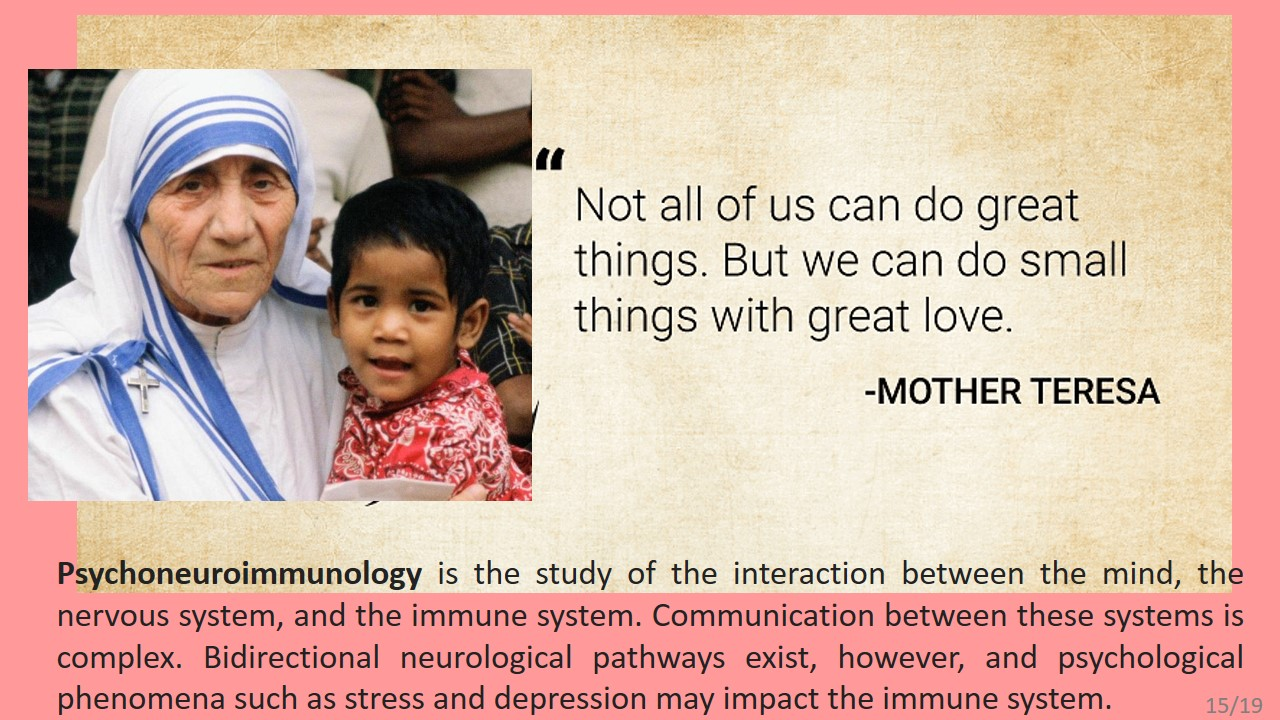 “
Not all of us can do great
things. But we can do small
things with great love.
-MOTHER TERESA
Psychoneuroimmunology is the study of the interaction between the mind, the
nervous system, and the immune system. Communication between these systems is
complex. Bidirectional neurological pathways exist, however, and psychological
phenomena such as stress and depression may impact the immune system.
15/19